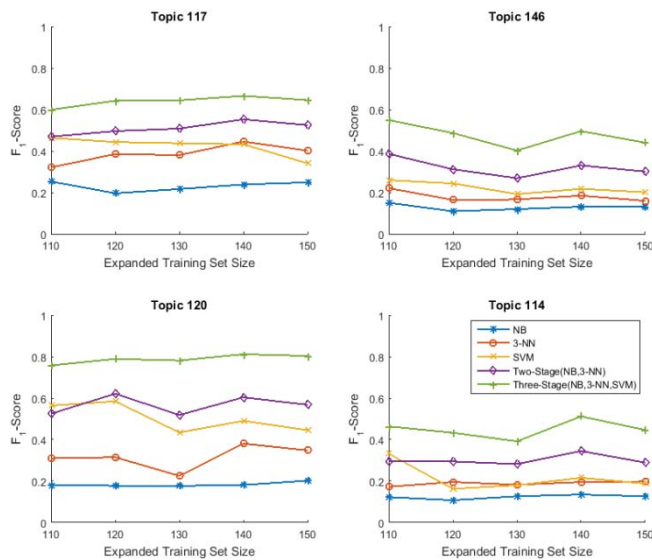 Topic 117
1
0.8
0.6
0.4
0.2
0
F1-Score
110 120 130 140 150
Expanded Training Set Size
Topic 146
1
0.8
0.6
0.4
0.2
0
F1-Score
110 120 130 140 150
Expanded Training Set Size
Topic 120
1
0.8
0.6
0.4
0.2
0
F1-Score
110 120 130 140 150
Expanded Training Set Size
Topic 114
1
0.8
0.6
0.4
0.2
0
F1-Score
NB
3-NN
SVM
Two-Stage(NB,3-NN)
Three-Stage(NB,3-NN,SVM)
110 120 130 140 150
Expanded Training Set Size